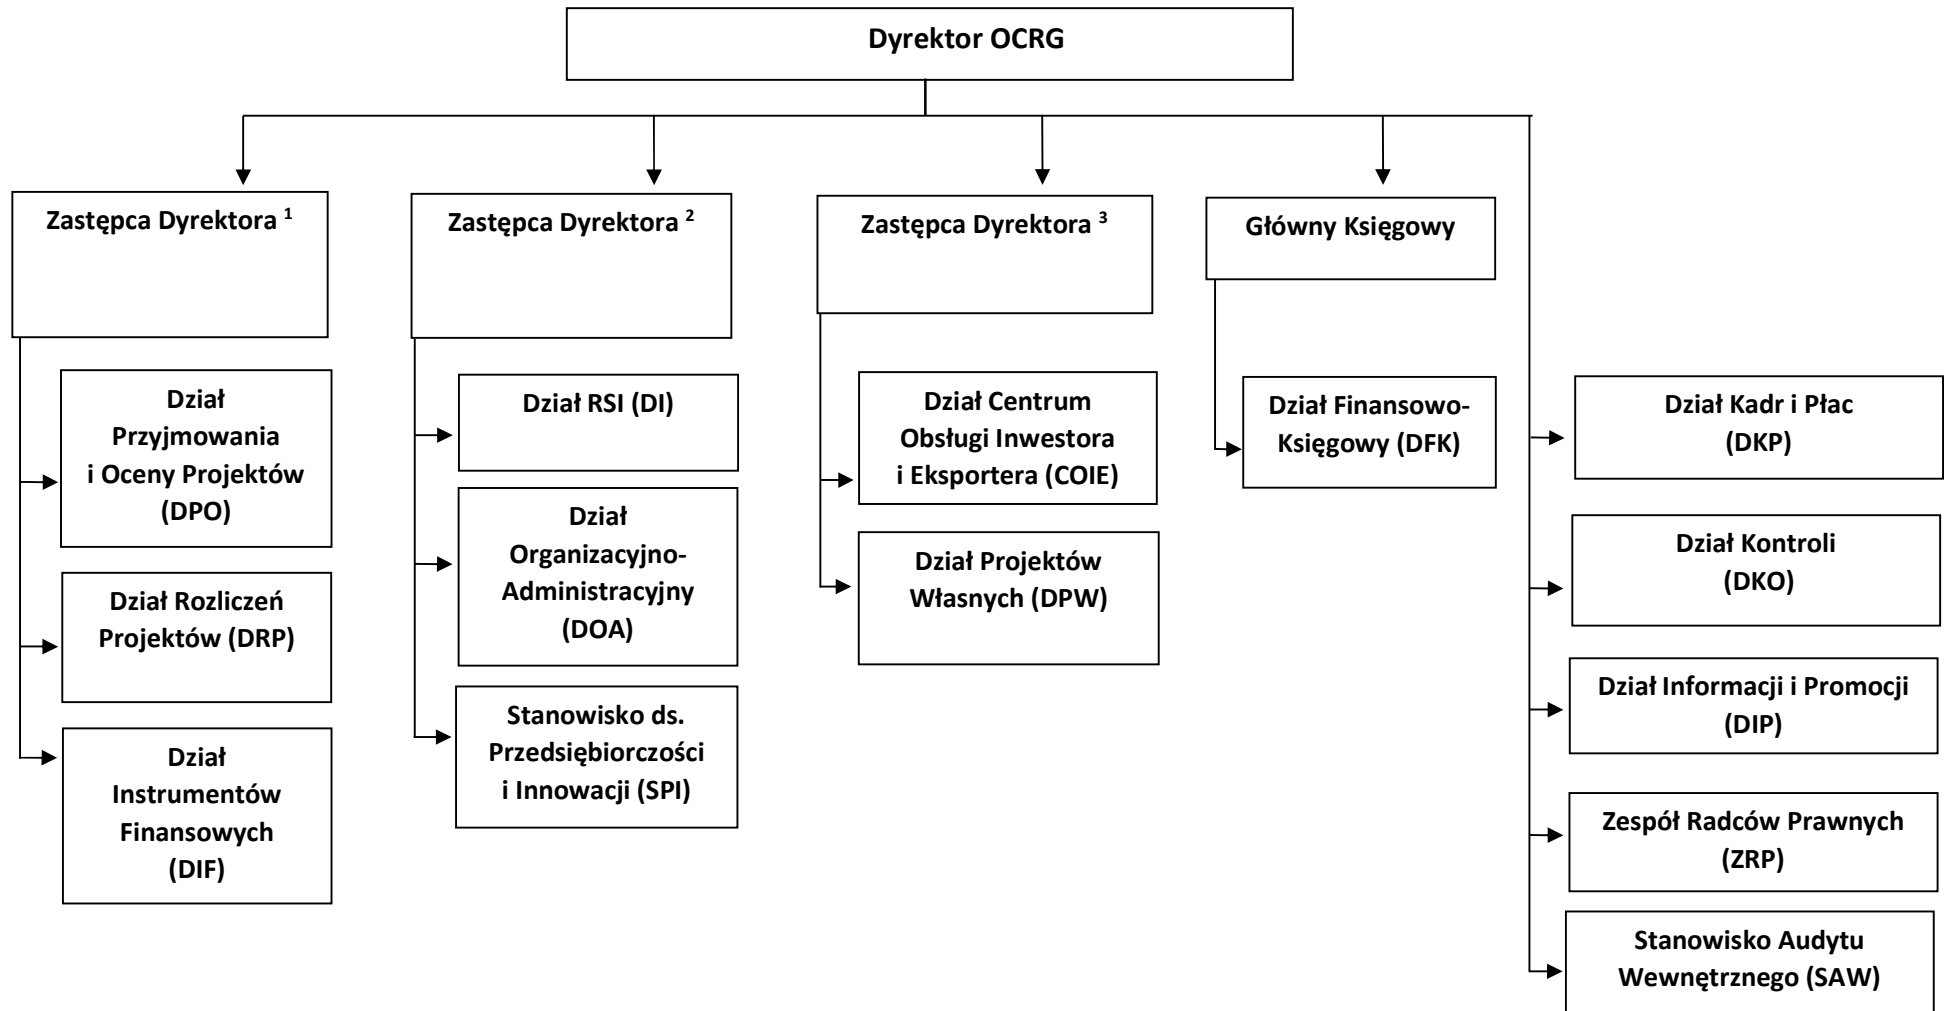 Dyrektor OCRG
Zastępca Dyrektora ¹
Zastępca Dyrektora ²
Zastępca Dyrektora ³
Główny Księgowy
Dział
Przyjmowania
i Oceny Projektów
(DPO)
Dział Rozliczeń
Projektów (DRP)
Dział
Instrumentów
Finansowych
(DIF)
Dział RSI (DI)
Dział
Organizacyjno-
Administracyjny
(DOA)
Stanowisko ds.
Przedsiębiorczości
i Innowacji (SPI)
Dział Centrum
Obsługi Inwestora
i Eksportera (COIE)
Dział Projektów
Własnych (DPW)
Dział Finansowo-
Księgowy (DFK)
Dział Kadr i Płac
(DKP)
Dział Kontroli
(DKO)
Dział Informacji i Promocji
(DIP)
Zespół Radców Prawnych
(ZRP)
Stanowisko Audytu
Wewnętrznego (SAW)